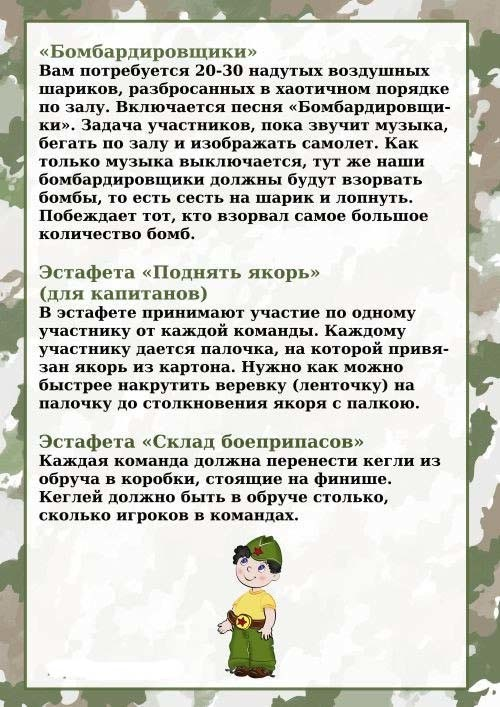 «Бомбардировщики»
Вам потребуется 20-30 надутых воздушных
шариков, разбросанных в хаотичном порядке
по залу. Включается песня «Бомбардировщи-
ки». Задача участников, пока звучит музыка,
бегать по залу и изображать самолет. Как
только музыка выключается, тут же наши
бомбардировщики должны будут взорвать
бомбы, то есть сесть на шарик и лопнуть.
Побеждает тот, кто взорвал самое большое
количество бомб.
Эстафета «Поднять якорь»
(для капитанов)
В эстафете принимают участие по одному
участнику от каждой команды. Каждому
участнику дается палочка, на которой привя-
зан якорь из картона. Нужно как можно
быстрее накрутить веревку (ленточку) на
палочку до столкновения якоря с палкою.
Эстафета «Склад боеприпасов»
Каждая команда должна перенести кегли из
обруча в коробки, стоящие на финише.
Кеглей должно быть в обруче столько,
сколько игроков в командах.